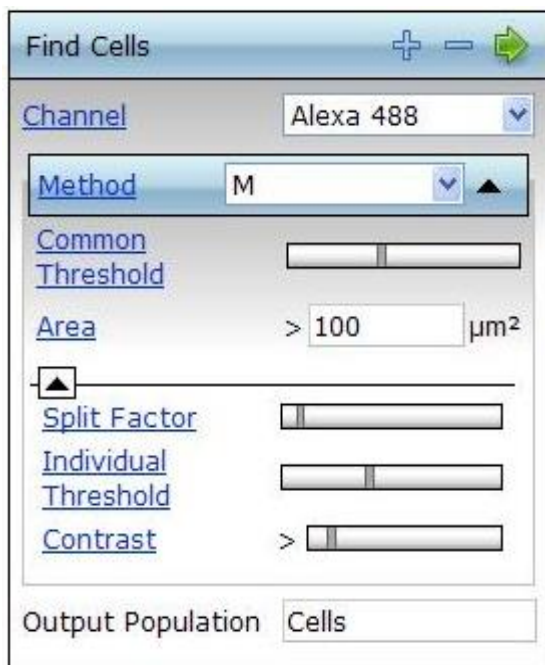 Find Cells
Channel Alexa 488
Method M
Common
Threshold
Area > 100 µm²
Split Factor
Individual
Threshold
Contrast >
Output Population Cells